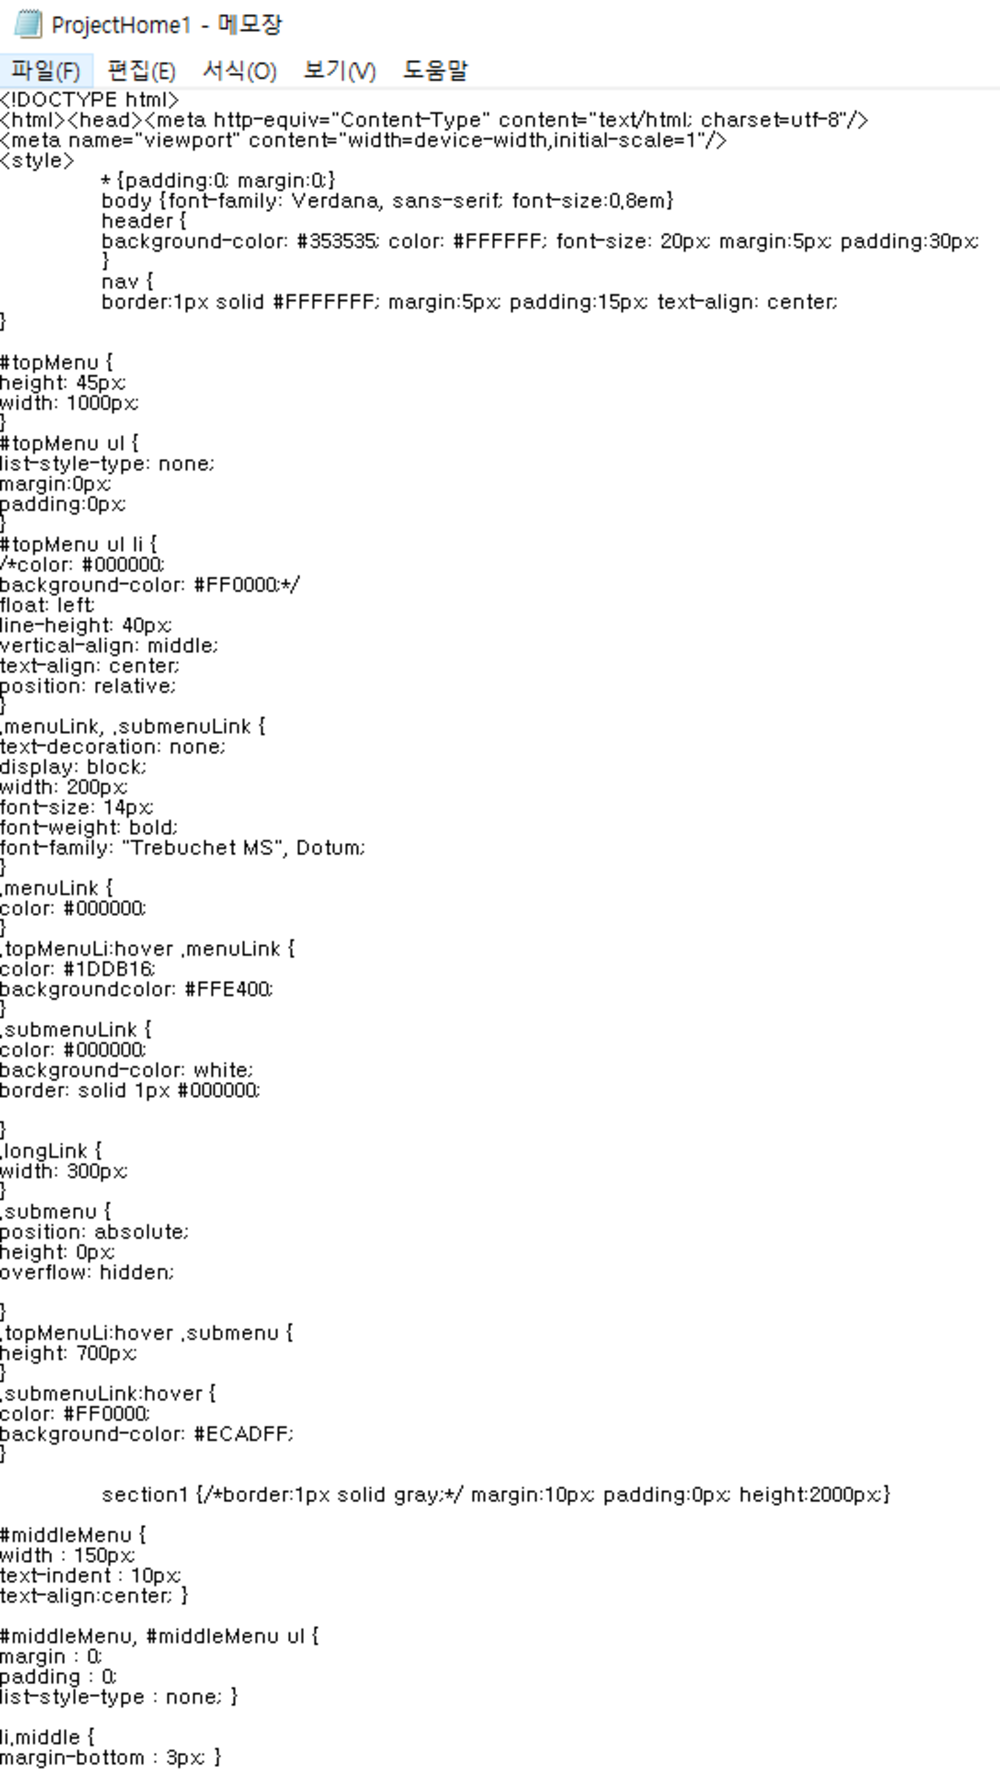 ProjectHome1 - 메모장
파일(F) 편집(E) 서식(O) 보기(V) 도움말
<!DOCTYPE html>
<html><head><meta http-equiv="Content-Type" content="text/html; charset=utf-8"/>
<meta name="viewport" content="width=device-width,initial-scale=1"/>
<style>
* {padding:0; margin:0;}
body {font-family: Verdana, sans-serif; font-size:0.8em}
header {
background-color: #353535; color: #FFFFFF; font-size: 20px; margin:5px; padding:30px;
}
nav {
border:1px solid #FFFFFFF; margin:5px; padding:15px; text-align: center;
}
#topMenu {
height: 45px;
width: 1000px;
}
#topMenu ul {
list-style-type: none;
margin:0px;
padding:0px;
}
#topMenu ul li {
/*color: #000000;
background-color: #FF0000;*/
float: left;
line-height: 40px;
vertical-align: middle;
text-align: center;
position: relative;
}
.menuLink, .submenuLink {
text-decoration: none;
display: block;
width: 200px;
font-size: 14px;
font-weight: bold;
font-family: "Trebuchet MS", Dotum;
}
.menuLink {
color: #000000;
}
.topMenuLi:hover .menuLink {
color: #1DDB16;
backgroundcolor: #FFE400;
}
.submenuLink {
color: #000000;
background-color: white;
border: solid 1px #000000;
}
.longLink {
width: 300px;
}
.submenu {
position: absolute;
height: 0px;
overflow: hidden;
}
.topMenuLi:hover .submenu {
height: 700px;
}
.submenuLink:hover {
color: #FF0000;
background-color: #ECADFF;
}
section1 {/*border:1px solid gray;*/ margin:10px; padding:0px; height:2000px;}
#middleMenu {
width : 150px;
text-indent : 10px;
text-align:center; }
#middleMenu, #middleMenu ul {
margin : 0;
padding : 0;
list-style-type : none; }
li.middle {
margin-bottom : 3px; }